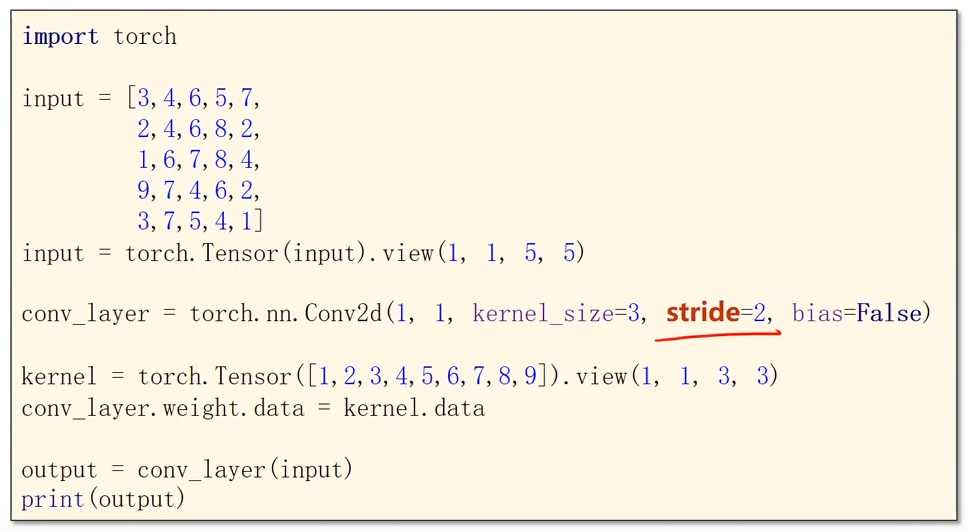 import torch
input = [3,4,6,5,7,
2,4,6,8,2,
1,6,7,8,4,
9,7,4,6,2,
3,7,5,4,1]
input = torch.Tensor(input).view(1, 1, 5, 5)
conv_layer = torch.nn.Conv2d(1, 1, kernel_size=3, stride=2, bias=False)
kernel = torch.Tensor([1,2,3,4,5,6,7,8,9]).view(1, 1, 3, 3)
conv_layer.weight.data = kernel.data
output = conv_layer(input)
print(output)